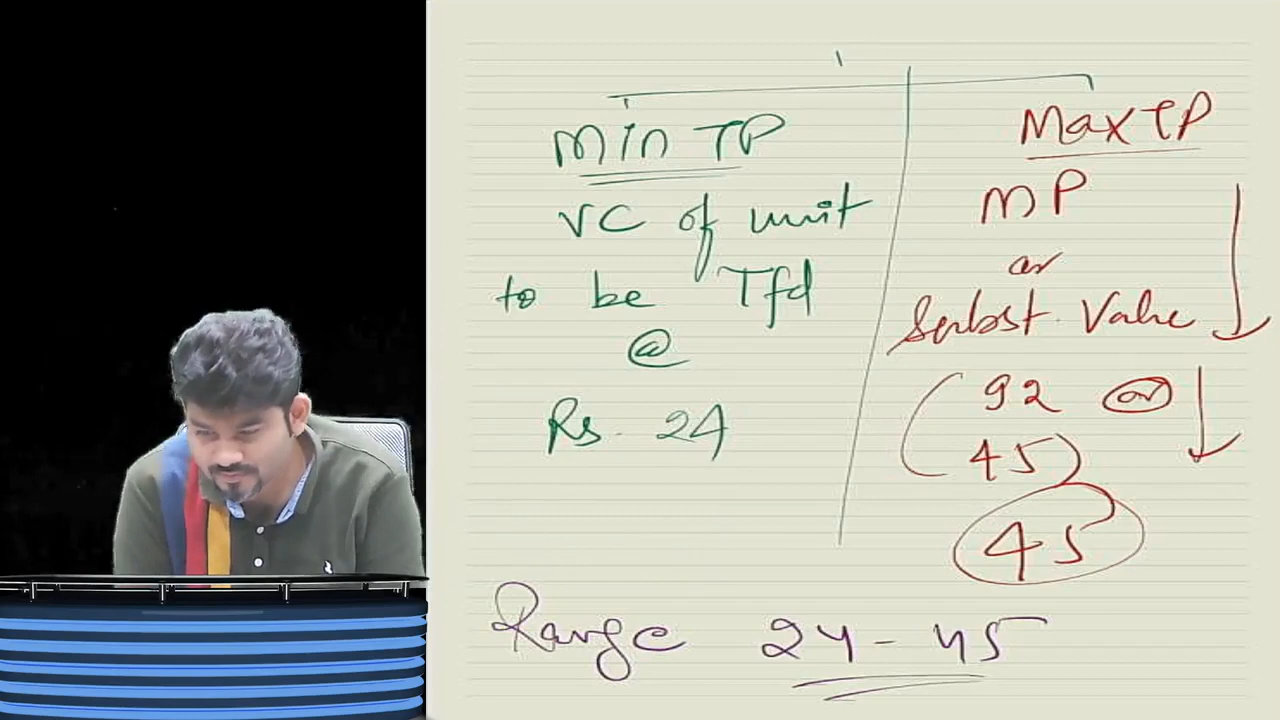 Min TP
VC of unit
to be Tfd
@
Rs. 24
Max TP
MP
or
Subst. Value
(92 or
45)
45
Range 24 - 45